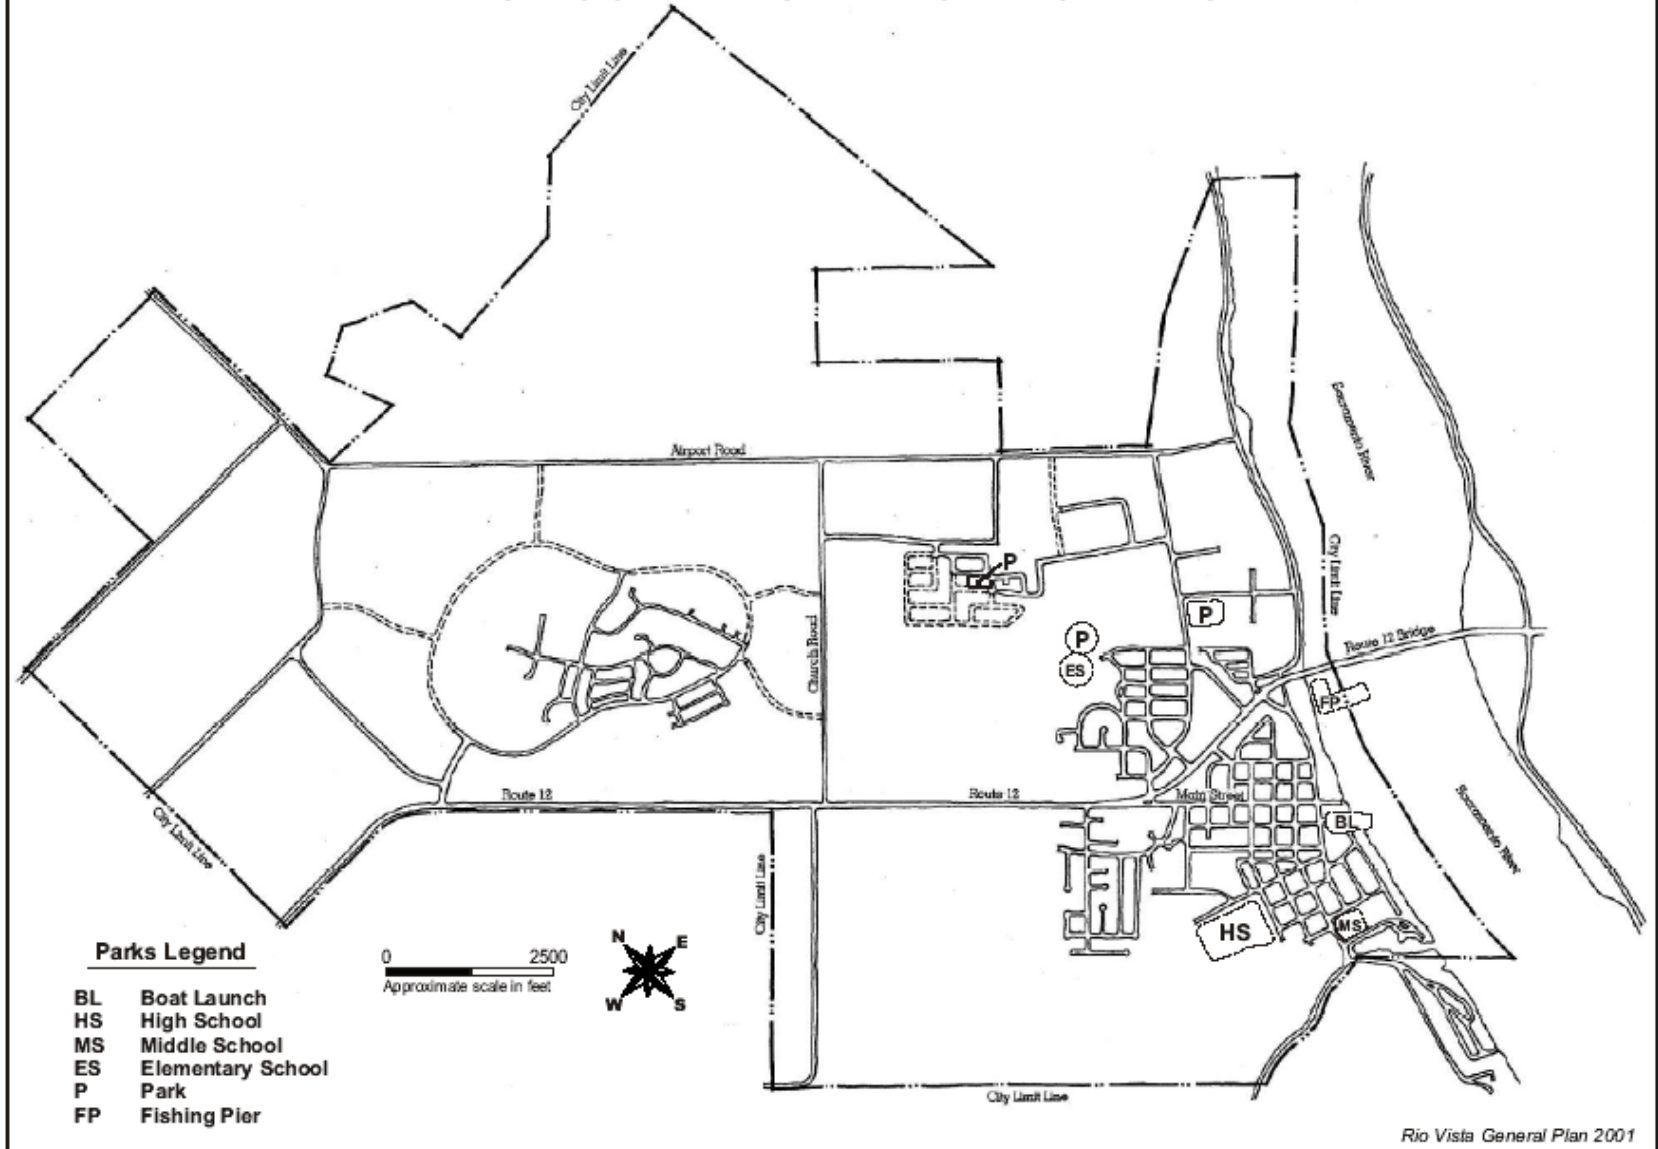 City Limit Line
Sacramento River
Airport Road
P
City Limit Line
P
Church Road
P
ES
Route 12 Bridge
FP
Route 12
Route 12
Main Street
BL
Sacramento River
City Limit Line
City Limit Line
HS
MS
Parks Legend
0 2500
Approximate scale in feet
N E
W S
BL Boat Launch
HS High School
MS Middle School
ES Elementary School
P Park
FP Fishing Pier
City Limit Line
Rio Vista General Plan 2001